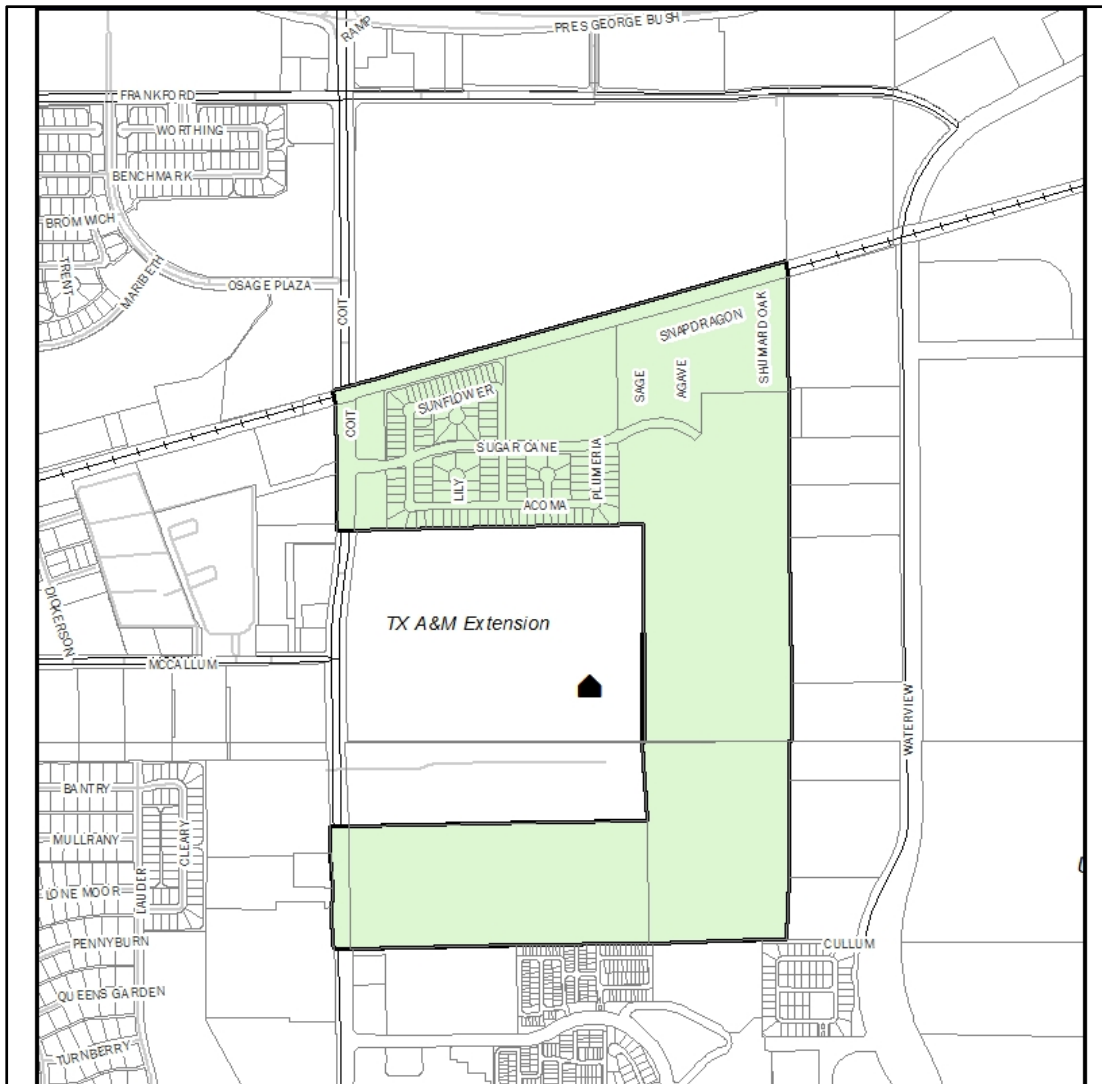 RAMP
PRES GEORGE BUSH
FRANKFORD
WORTHING
BENCHMARK
BROMWICH
TRENT
MARIBETH
OSAGE PLAZA
COIT
SNAPDRAGON
SHUMARD OAK
SAGE
AGAVE
SUNFLOWER
COIT
SUGAR CANE
LILY
PLUMERIA
ACOMA
TX A&M Extension
DICKERSON
MCCALLUM
WATERVIEW
BANTRY
MULLRANY
CLEARY
LAUDER
LONE MOOR
PENNYBURN
CULLUM
QUEENS GARDEN
TURNBERRY